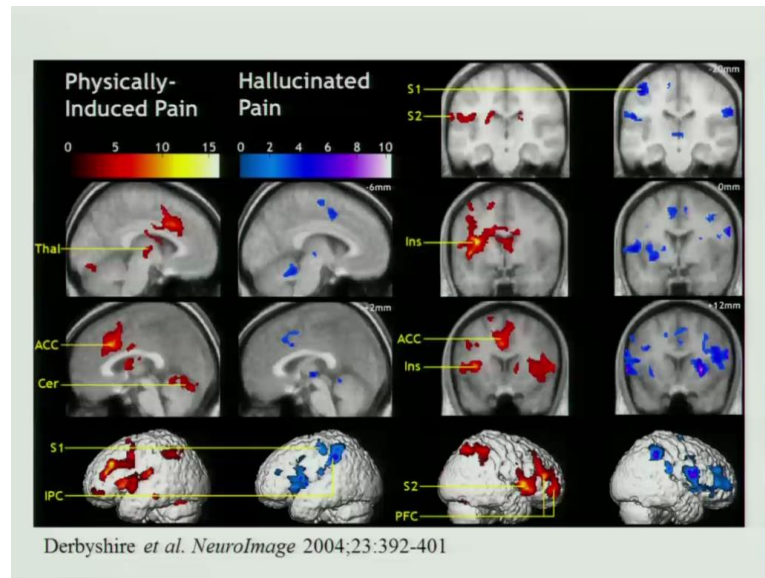 Physically-
Induced Pain
Hallucinated
Pain
0 5 10 15
0 2 4 6 8 10
S1
S2
-20mm
-6mm
Thal
0mm
Ins
+2mm
ACC
Cer
+12mm
ACC
Ins
S1
IPC
S2
PFC
Derbyshire et al. NeuroImage 2004;23:392-401